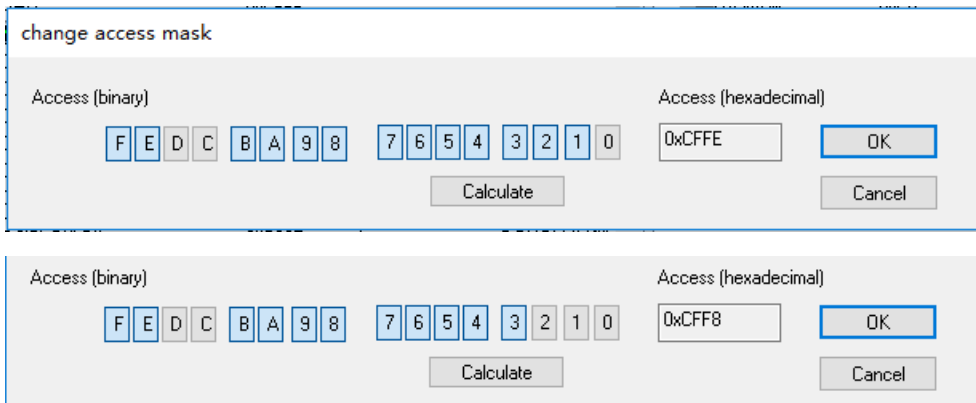 change access mask
Access (binary) Access (hexadecimal)
F E D C B A 9 8 7 6 5 4 3 2 1 0 0xCFFE OK
Calculate Cancel
Access (binary) Access (hexadecimal)
F E D C B A 9 8 7 6 5 4 3 2 1 0 0xCFF8 OK
Calculate Cancel